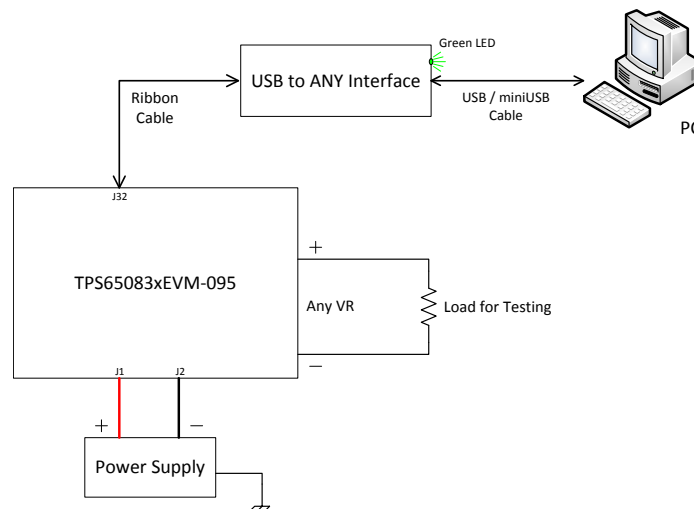 Green LED
USB to ANY Interface
Ribbon
Cable
USB / miniUSB
Cable
J32
TPS65083xEVM-095
+
Any VR
Load for Testing
–
J1
J2
+
–
Power Supply